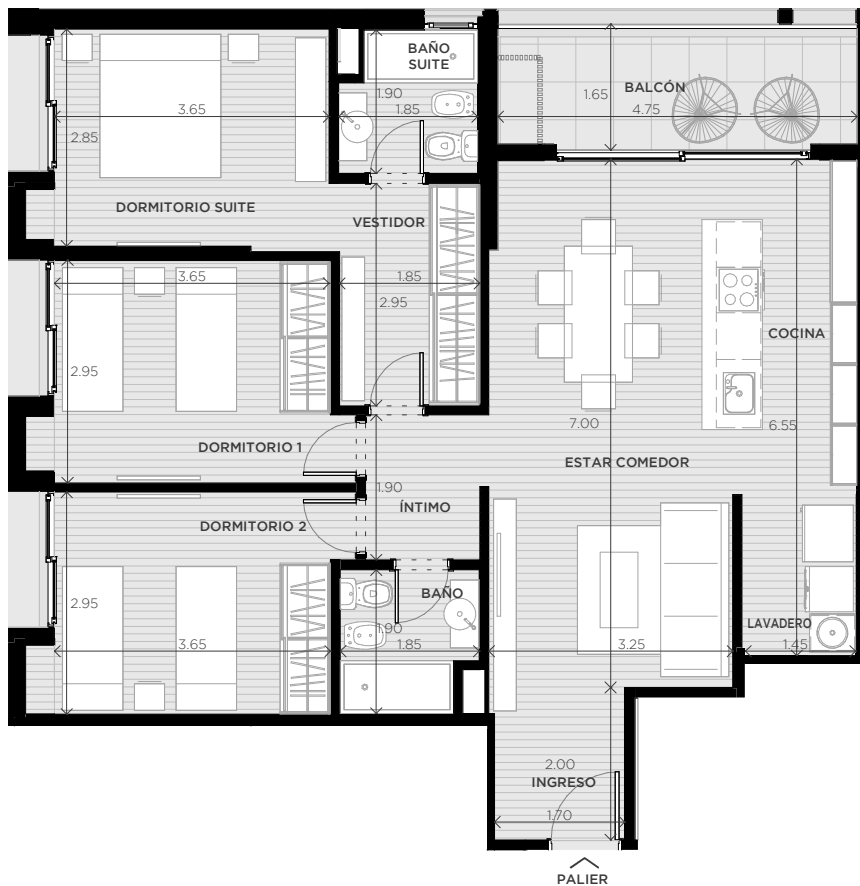 BAÑO
SUITE
1.90
1.85
BALCÓN
1.65
4.75
3.65
2.85
DORMITORIO SUITE
VESTIDOR
1.85
2.95
3.65
2.95
COCINA
7.00
6.55
DORMITORIO 1
ESTAR COMEDOR
1.90
ÍNTIMO
DORMITORIO 2
BAÑO
2.95
1.90
3.65
1.85
3.25
LAVADERO
1.45
2.00
INGRESO
1.70
PALIER